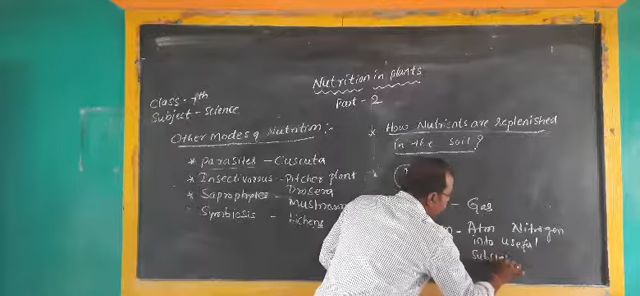 Nutrition in plants
Part - 2
Class - 7th
Subject - Science
Other Modes of Nutrition :-
* Parasites - Cuscuta
* Insectivorous - Pitcher plant
Drosera
* Saprophytes - Mushroom
* Symbiosis - Lichens
* How Nutrients are replenished
in the soil?
*
- Gas
- Atm Nitrogen
into useful